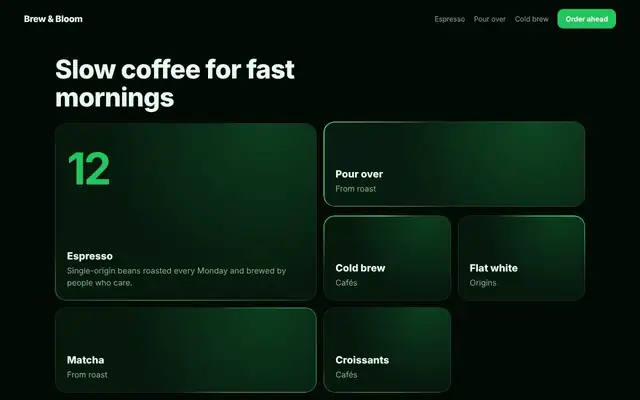 Brew & Bloom
Espresso
Pour over
Cold brew
Order ahead
Slow coffee for fast
mornings
12
Espresso
Single-origin beans roasted every Monday and brewed by
people who care.
Pour over
From roast
Cold brew
Cafés
Flat white
Origins
Matcha
From roast
Croissants
Cafés